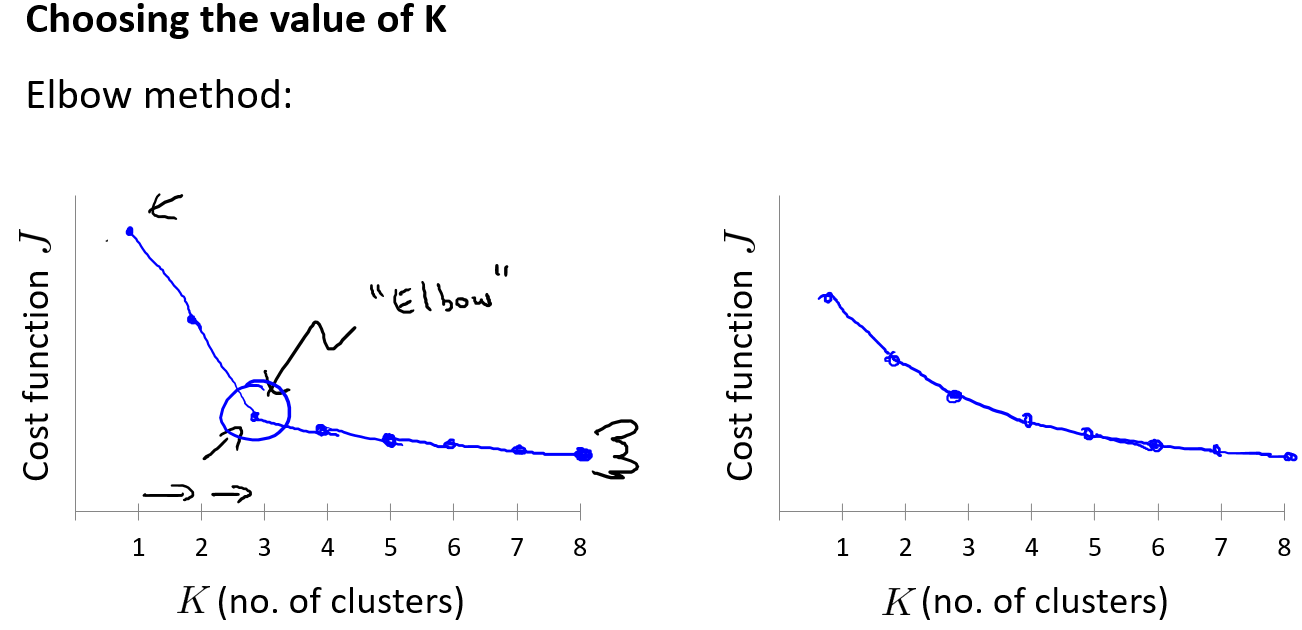 Choosing the value of K
Elbow method:
Cost function J
"Elbow"
1 2 3 4 5 6 7 8
K (no. of clusters)
Cost function J
1 2 3 4 5 6 7 8
K (no. of clusters)